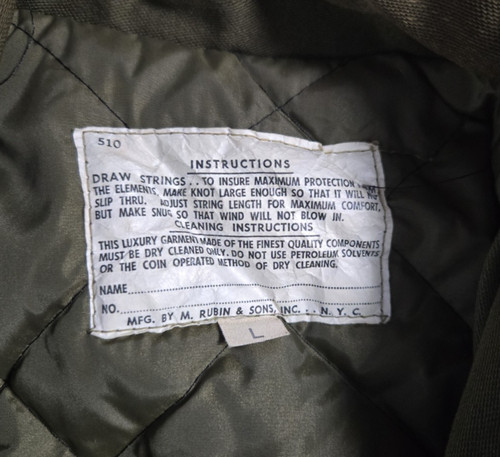 510
INSTRUCTIONS
DRAW STRINGS... TO INSURE MAXIMUM PROTECTION
THE ELEMENTS, MAKE KNOT LARGE ENOUGH SO THAT IT WILL
SLIP THRU. ADJUST STRING LENGTH FOR MAXIMUM COMFORT,
BUT MAKE SNUG SO THAT WIND WILL NOT BLOW IN.
CLEANING INSTRUCTIONS
THIS LUXURY GARMENT MADE OF THE FINEST QUALITY COMPONENTS
MUST BE DRY CLEANED ONLY. DO NOT USE PETROLEUM SOLVENTS
OR THE COIN OPERATED METHOD OF DRY CLEANING.
NAME
NO.
MFG. BY M. RUBIN & SONS, INC. . . N. Y. C.
L